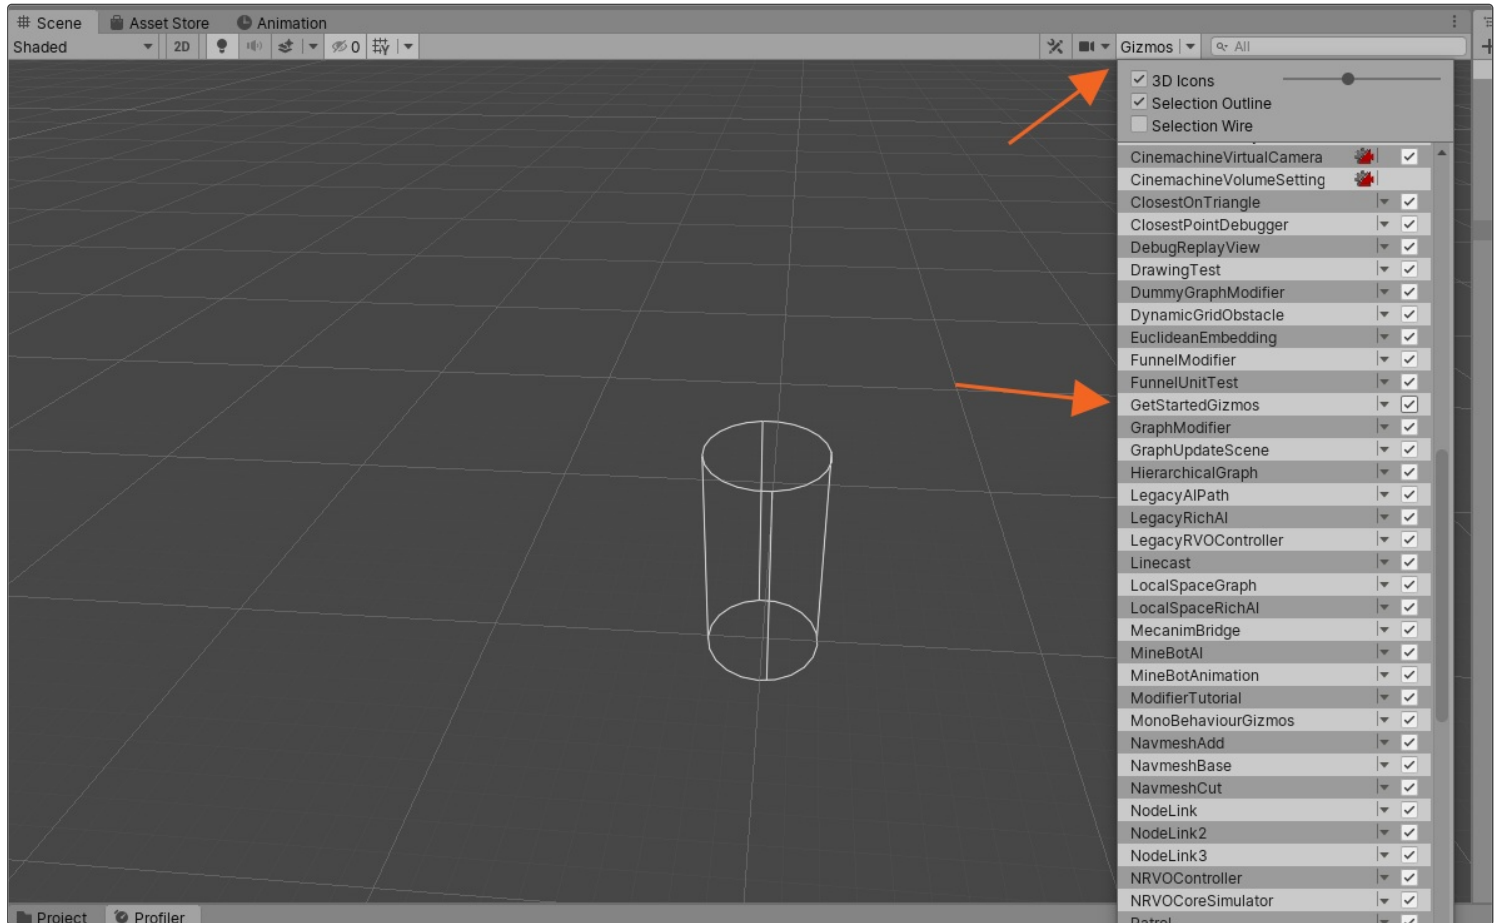 Scene Asset Store Animation
Shaded 2D 0 Gizmos All
3D Icons
Selection Outline
Selection Wire
CinemachineVirtualCamera
CinemachineVolumeSetting
ClosestOnTriangle
ClosestPointDebugger
DebugReplayView
DrawingTest
DummyGraphModifier
DynamicGridObstacle
EuclideanEmbedding
FunnelModifier
FunnelUnitTest
GetStartedGizmos
GraphModifier
GraphUpdateScene
HierarchicalGraph
LegacyAIPath
LegacyRichAI
LegacyRVOController
Linecast
LocalSpaceGraph
LocalSpaceRichAI
MecanimBridge
MineBotAI
MineBotAnimation
ModifierTutorial
MonoBehaviourGizmos
NavmeshAdd
NavmeshBase
NavmeshCut
NodeLink
NodeLink2
NodeLink3
NRVOController
NRVOCoreSimulator
Patrol
Project Profiler